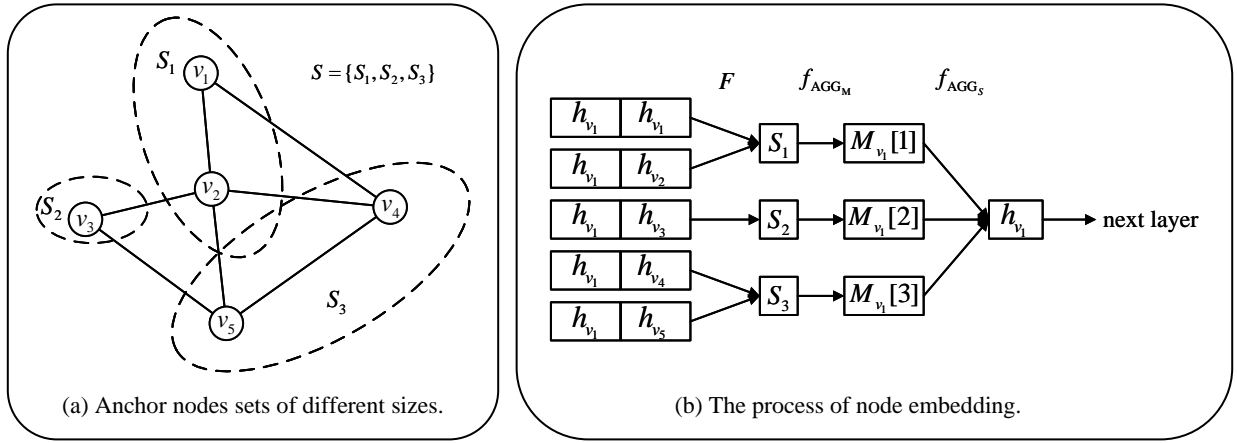 S₁
v₁
S = {S₁, S₂, S₃}
v₂
S₂
v₃
v₄
S₃
v₅
(a) Anchor nodes sets of different sizes.
F f_AGG_M f_AGG_S
h_v₁ h_v₁
h_v₁ h_v₂
S₁ M_v₁[1]
h_v₁ h_v₃ S₂ M_v₁[2] h_v₁ next layer
h_v₁ h_v₄
S₃ M_v₁[3]
h_v₁ h_v₅
(b) The process of node embedding.